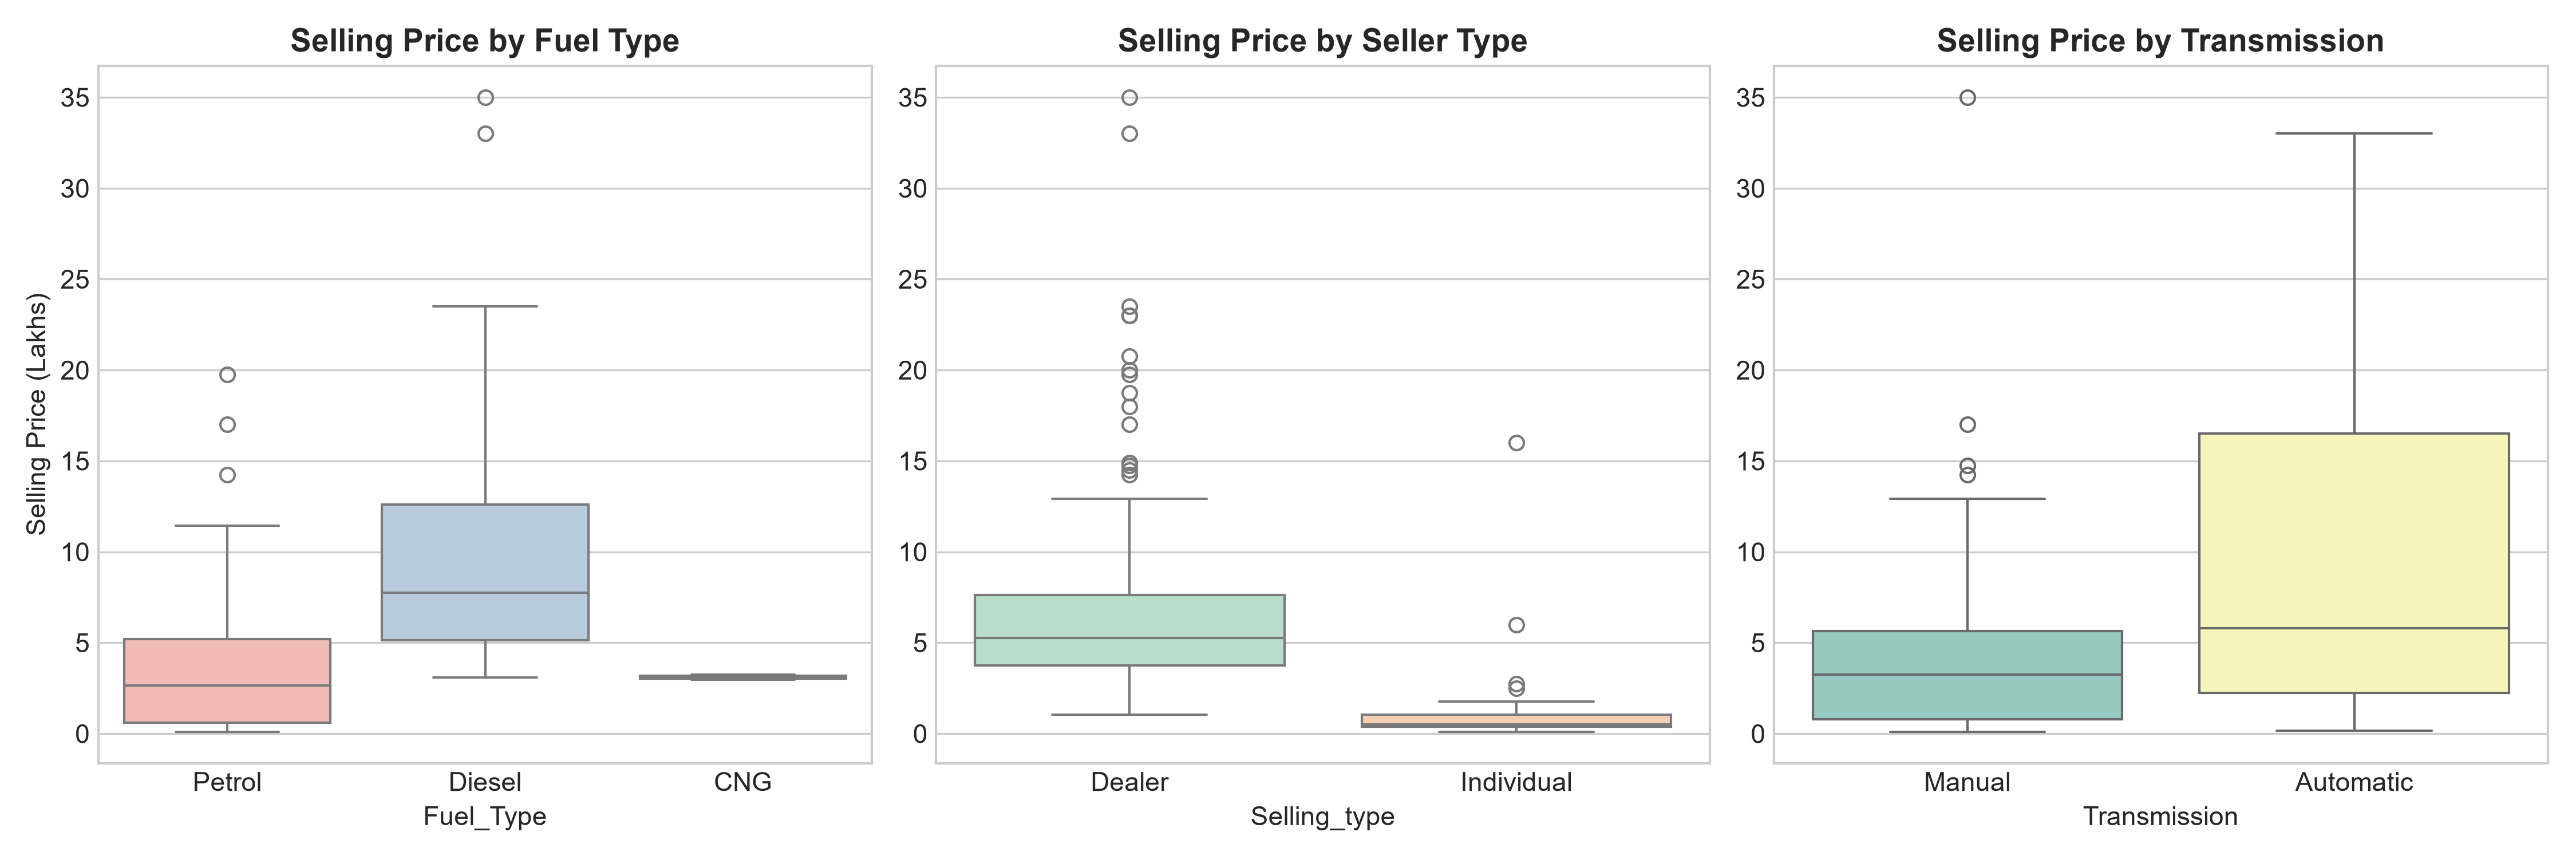 Selling Price by Fuel Type
Selling Price (Lakhs)
35
30
25
20
15
10
5
0
Petrol Diesel CNG
Fuel_Type
Selling Price by Seller Type
35
30
25
20
15
10
5
0
Dealer Individual
Selling_type
Selling Price by Transmission
35
30
25
20
15
10
5
0
Manual Automatic
Transmission